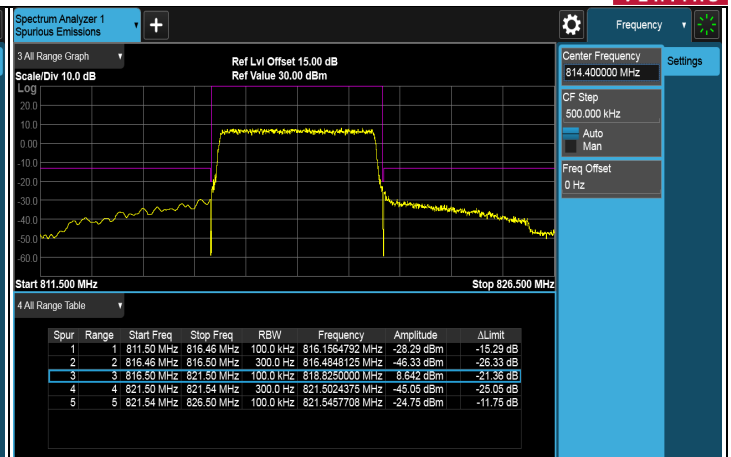 Spectrum Analyzer 1
Spurious Emissions
Frequency
3 All Range Graph
Ref Lvl Offset 15.00 dB
Scale/Div 10.0 dB
Ref Value 30.00 dBm
Log
20.0
10.0
0.00
-10.0
-20.0
-30.0
-40.0
-50.0
-60.0
Start 811.500 MHz
Stop 826.500 MHz
Center Frequency
814.400000 MHz
Settings
CF Step
500.000 kHz
Auto
Man
Freq Offset
0 Hz
4 All Range Table
Spur Range Start Freq Stop Freq RBW Frequency Amplitude ΔLimit
1 1 811.50 MHz 816.46 MHz 100.0 kHz 816.1564792 MHz -28.29 dBm -15.29 dB
2 2 816.46 MHz 816.50 MHz 300.0 Hz 816.4848125 MHz -46.33 dBm -26.33 dB
3 3 816.50 MHz 821.50 MHz 100.0 kHz 818.8250000 MHz 8.642 dBm -21.36 dB
4 4 821.50 MHz 821.54 MHz 300.0 Hz 821.5024375 MHz -45.05 dBm -25.05 dB
5 5 821.54 MHz 826.50 MHz 100.0 kHz 821.5457708 MHz -24.75 dBm -11.75 dB